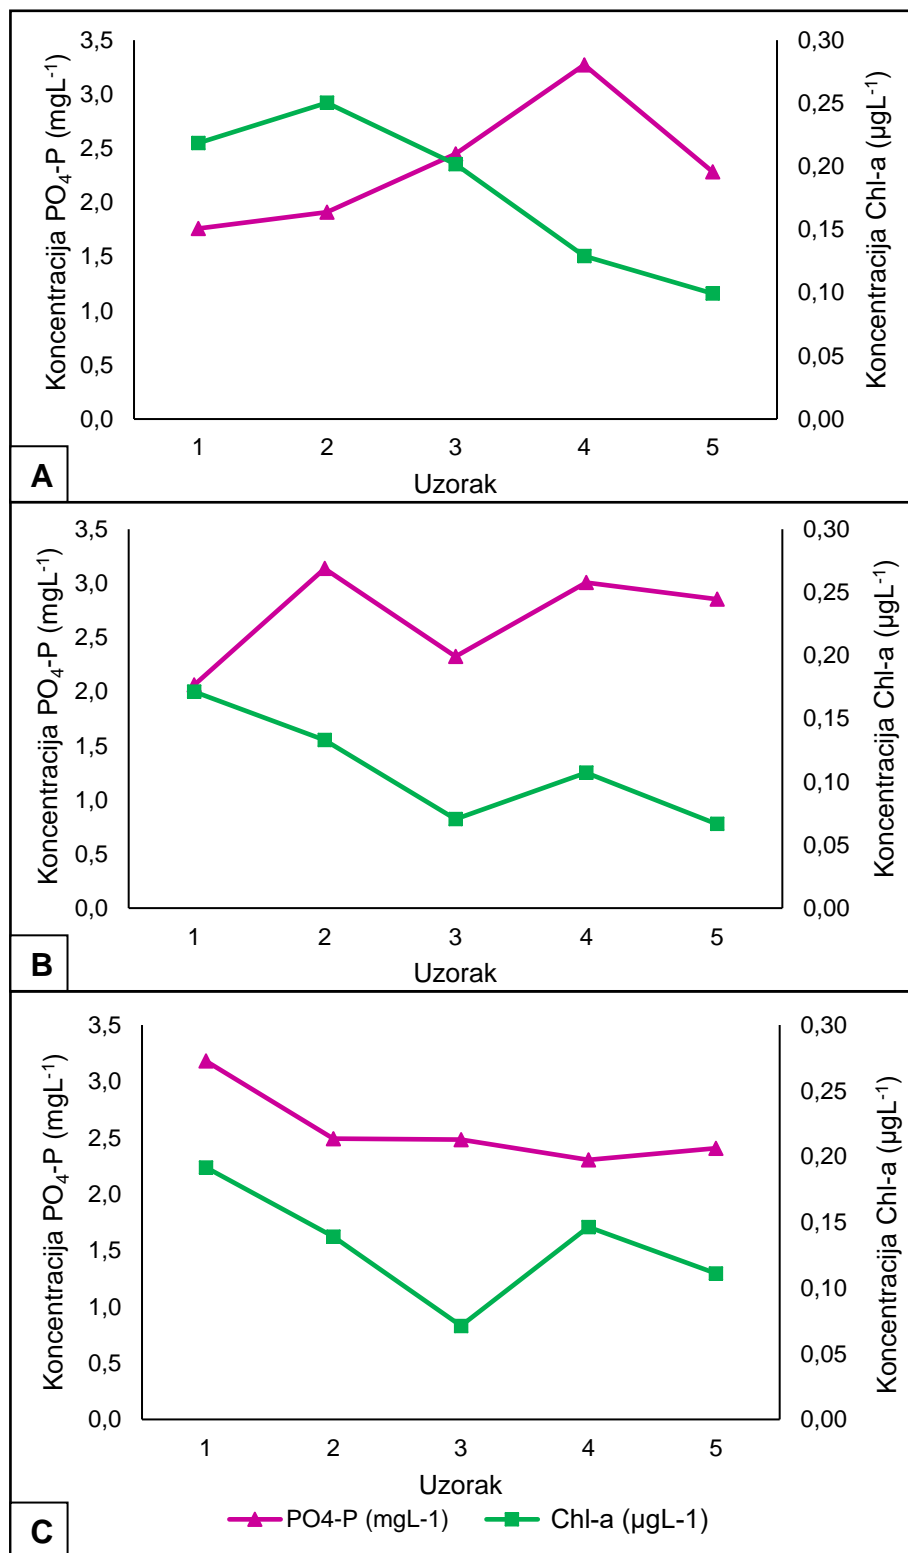 Koncentracija PO₄-P (mgL⁻¹)
3,5
3,0
2,5
2,0
1,5
1,0
0,5
0,0
0,30
0,25
0,20
0,15
0,10
0,05
0,00
Koncentracija Chl-a (µgL⁻¹)
1 2 3 4 5
Uzorak
A
Koncentracija PO₄-P (mgL⁻¹)
3,5
3,0
2,5
2,0
1,5
1,0
0,5
0,0
0,30
0,25
0,20
0,15
0,10
0,05
0,00
Koncentracija Chl-a (µgL⁻¹)
1 2 3 4 5
Uzorak
B
Koncentracija PO₄-P (mgL⁻¹)
3,5
3,0
2,5
2,0
1,5
1,0
0,5
0,0
0,30
0,25
0,20
0,15
0,10
0,05
0,00
Koncentracija Chl-a (µgL⁻¹)
1 2 3 4 5
Uzorak
PO4-P (mgL-1) Chl-a (µgL-1)
C